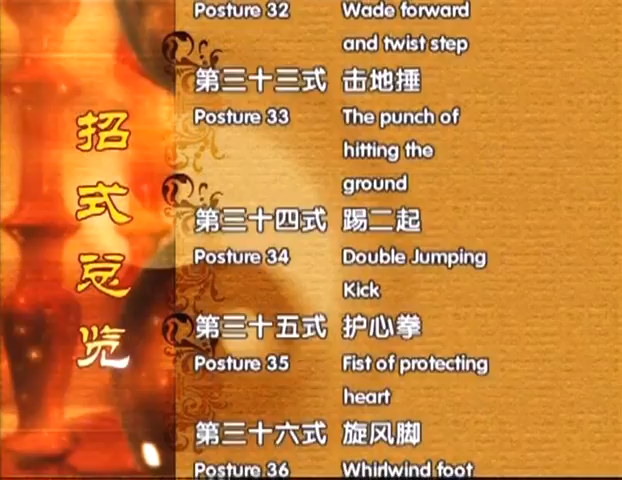 招式总览
Posture 32 Wade forward
and twist step
第三十三式 击地捶
Posture 33 The punch of
hitting the
ground
第三十四式 踢二起
Posture 34 Double Jumping
Kick
第三十五式 护心拳
Posture 35 Fist of protecting
heart
第三十六式 旋风脚
Posture 36 Whirlwind foot